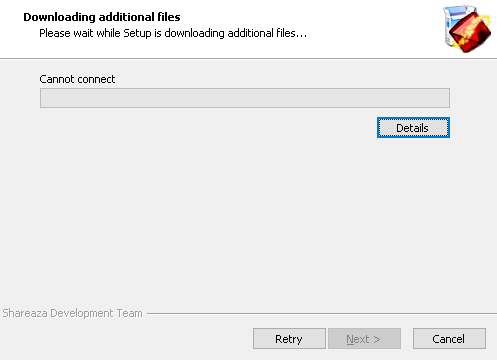 Downloading additional files
Please wait while Setup is downloading additional files...
Cannot connect
Details
Shareaza Development Team
Retry
Next >
Cancel